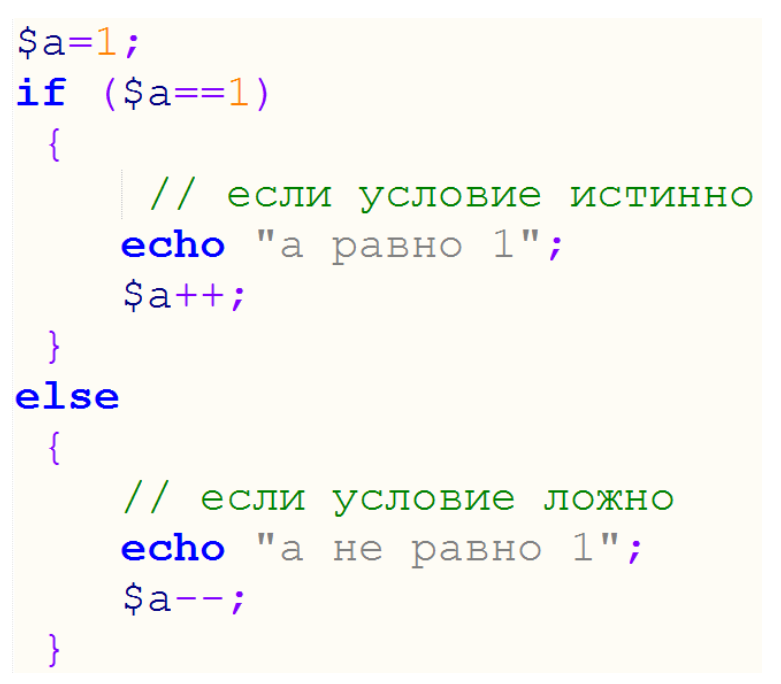 $a=1;
if ($a==1)
{
// если условие истинно
echo "а равно 1";
$a++;
}
else
{
// если условие ложно
echo "а не равно 1";
$a--;
}